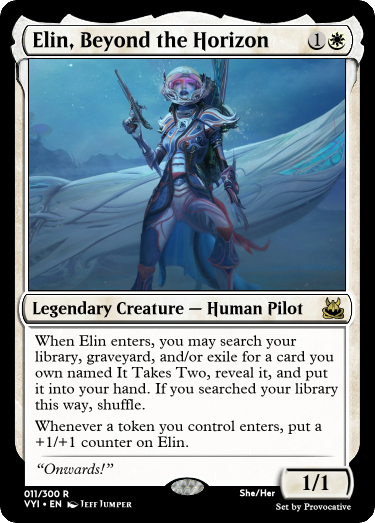 Elin, Beyond the Horizon 1
Legendary Creature — Human Pilot
When Elin enters, you may search your
library, graveyard, and/or exile for a card you
own named It Takes Two, reveal it, and put
it into your hand. If you searched your library
this way, shuffle.
Whenever a token you control enters, put a
+1/+1 counter on Elin.
“Onwards!”
1/1
011/300 R She/Her
VYI • EN Jeff Jumper Set by Provocative